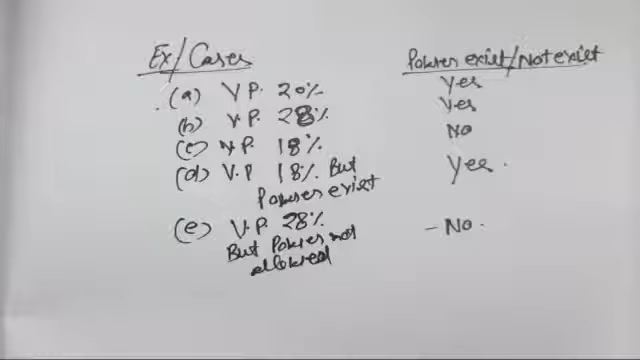 Ex/Cases Powers exist/Not exist
(a) V.P. 20% Yes
(b) V.P. 28% Yes
(c) V.P. 18% No
(d) V.P 18% But Yes.
Powers exist
(e) V.P. 28% - No.
But Powers not
allowed